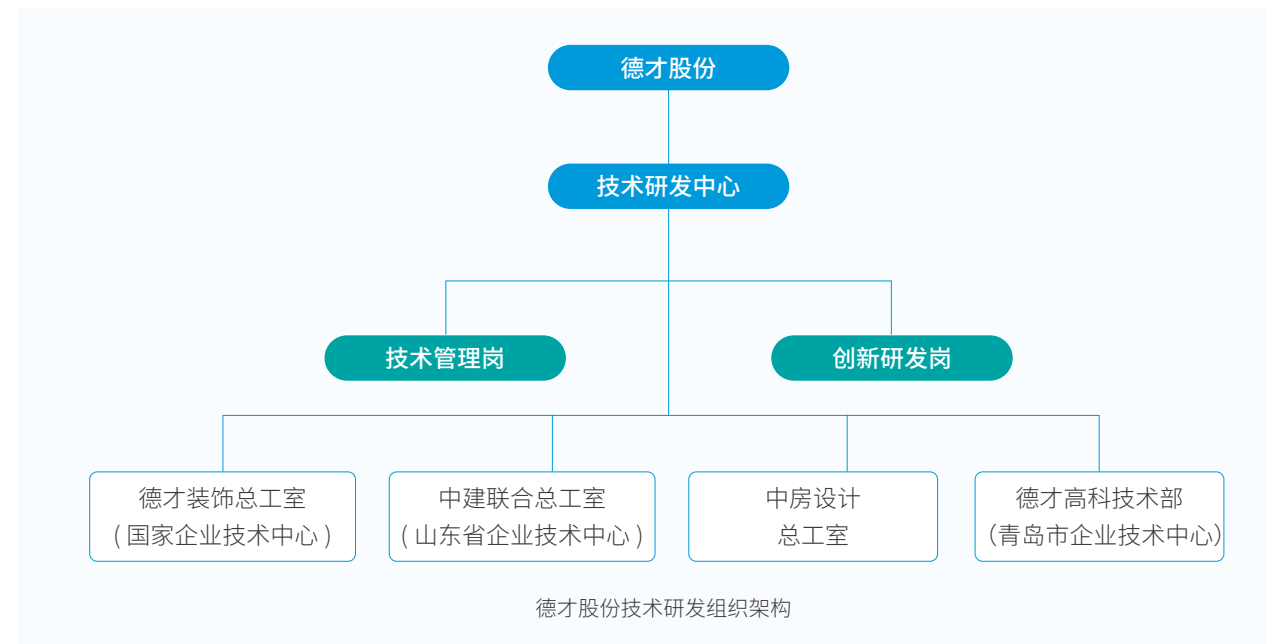 德才股份
技术研发中心
技术管理岗
创新研发岗
德才装饰总工室
(国家企业技术中心)
中建联合总工室
(山东省企业技术中心)
中房设计
总工室
德才高科技术部
（青岛市企业技术中心）
德才股份技术研发组织架构